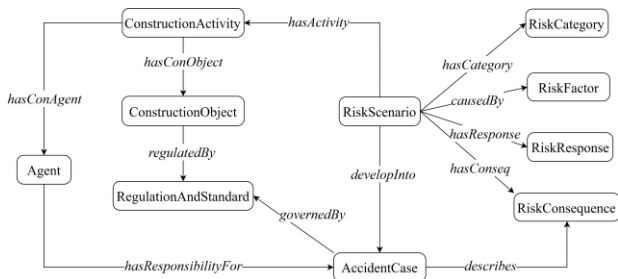 ConstructionActivity
hasActivity
RiskCategory
hasConObject
hasCategory
hasConAgent
causedBy
RiskFactor
ConstructionObject
RiskScenario
hasResponse
RiskResponse
regulatedBy
hasConseq
Agent
developInto
RegulationAndStandard
RiskConsequence
governedBy
hasResponsibilityFor
AccidentCase
describes